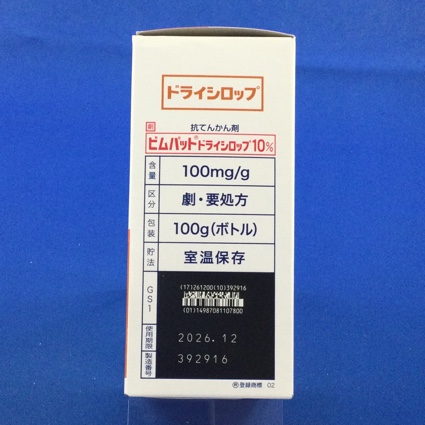 ドライシロップ®
抗てんかん剤
劇 ビムパット®ドライシロップ10%
含量 100mg/g
区分 劇・要処方
包装 100g(ボトル)
貯法 室温保存
GS1
(17)261200(10)392916
(01)14987081107800
使用期限 2026.12
製造番号 392916
®登録商標 02